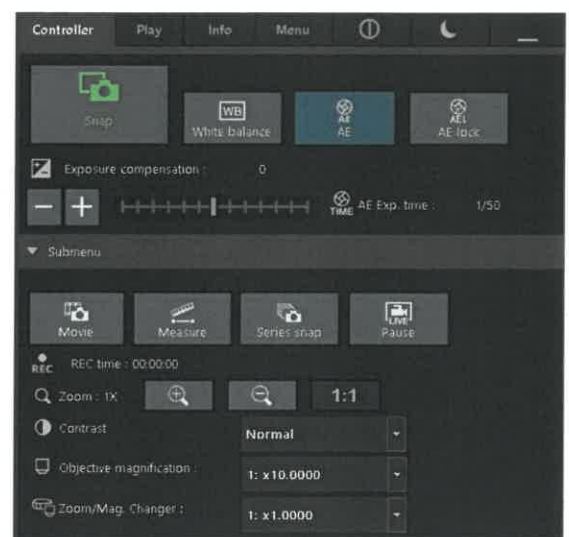 Controller Play Info Menu
Snap
WB
White balance
AE
AE
AEL
AE lock
Exposure compensation : 0
TIME AE Exp. time : 1/50
Submenu
Movie
Measure
Series snap
LIVE
Pause
REC REC time : 00:00:00
Zoom : 1X 1:1
Contrast Normal
Objective magnification : 1: x10.0000
Zoom/Mag. Changer : 1: x1.0000